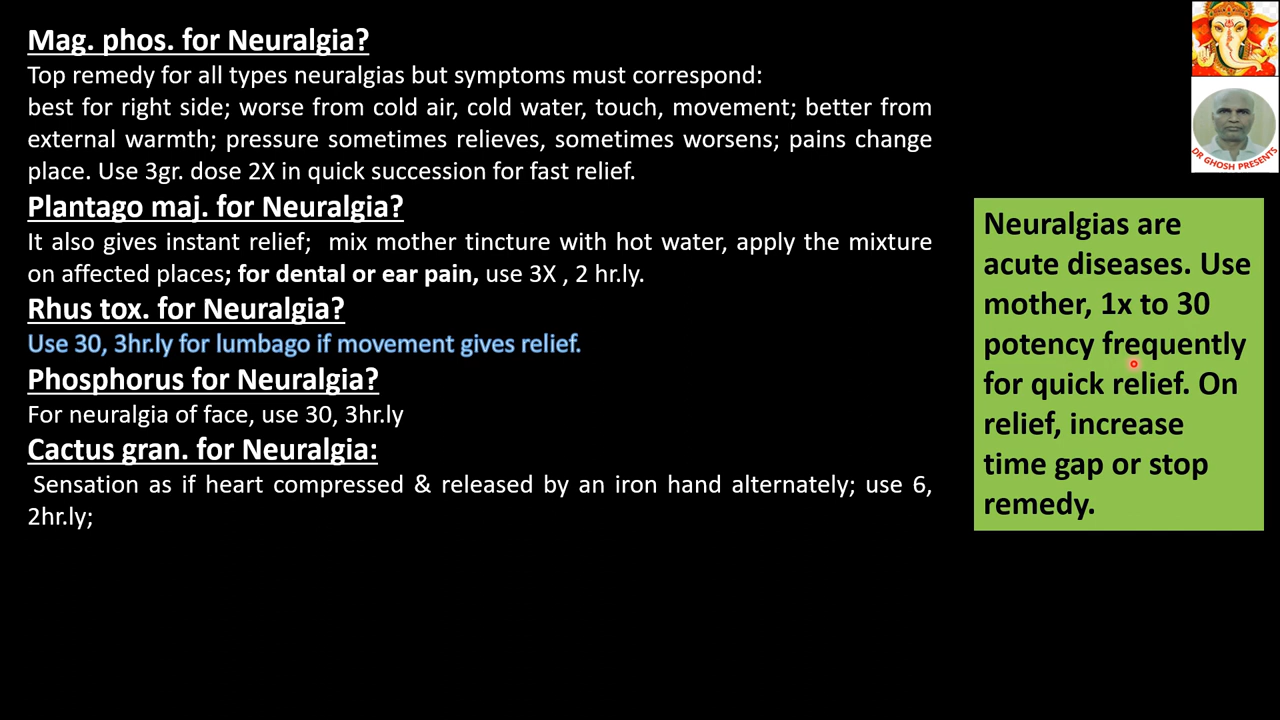 Mag. phos. for Neuralgia?
Top remedy for all types neuralgias but symptoms must correspond:
best for right side; worse from cold air, cold water, touch, movement; better from
external warmth; pressure sometimes relieves, sometimes worsens; pains change
place. Use 3gr. dose 2X in quick succession for fast relief.
Plantago maj. for Neuralgia?
It also gives instant relief; mix mother tincture with hot water, apply the mixture
on affected places; for dental or ear pain, use 3X , 2 hr.ly.
Rhus tox. for Neuralgia?
Use 30, 3hr.ly for lumbago if movement gives relief.
Phosphorus for Neuralgia?
For neuralgia of face, use 30, 3hr.ly
Cactus gran. for Neuralgia:
Sensation as if heart compressed & released by an iron hand alternately; use 6,
2hr.ly;
DR GHOSH PRESENTS
Neuralgias are
acute diseases. Use
mother, 1x to 30
potency frequently
for quick relief. On
relief, increase
time gap or stop
remedy.